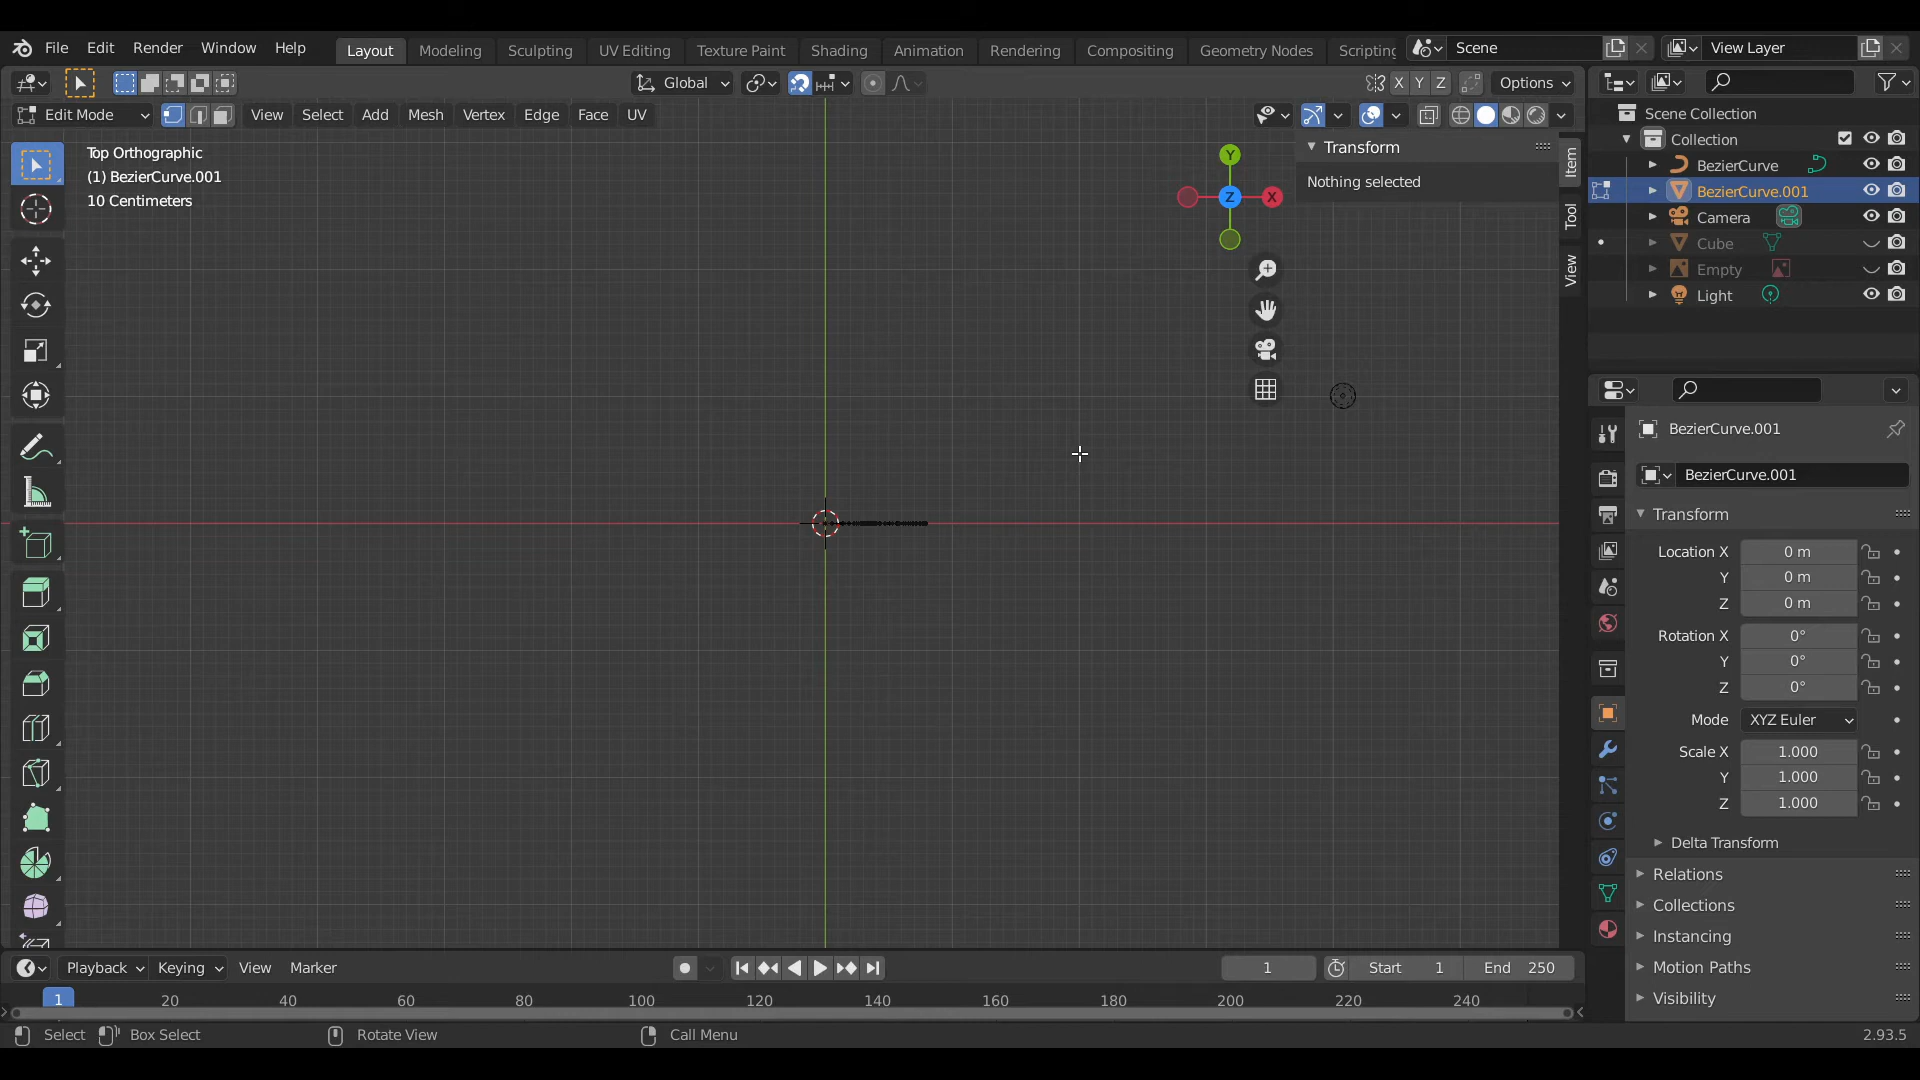 File Edit Render Window Help Layout Modeling Sculpting UV Editing Texture Paint Shading Animation Rendering Compositing Geometry Nodes Scripting Scene View Layer
Global X Y Z Options
Edit Mode View Select Add Mesh Vertex Edge Face UV
Top Orthographic
(1) BezierCurve.001
10 Centimeters
Y
Z
X
Transform
Nothing selected
Item
Tool
View
Scene Collection
Collection
BezierCurve
BezierCurve.001
Camera
Cube
Empty
Light
BezierCurve.001
BezierCurve.001
Transform
Location X 0 m
Y 0 m
Z 0 m
Rotation X 0°
Y 0°
Z 0°
Mode XYZ Euler
Scale X 1.000
Y 1.000
Z 1.000
Delta Transform
Relations
Collections
Instancing
Motion Paths
Visibility
Playback Keying View Marker 1 Start 1 End 250
1 20 40 60 80 100 120 140 160 180 200 220 240
Select Box Select Rotate View Call Menu 2.93.5